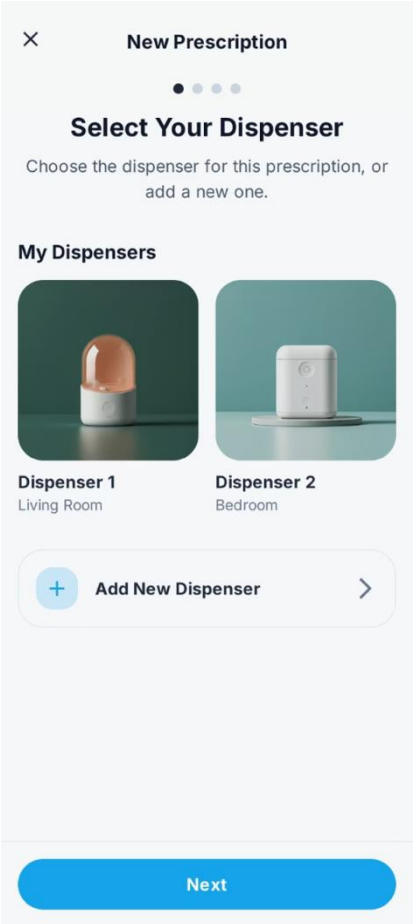 New Prescription
Select Your Dispenser
Choose the dispenser for this prescription, or
add a new one.
My Dispensers
Dispenser 1
Living Room
Dispenser 2
Bedroom
Add New Dispenser
Next